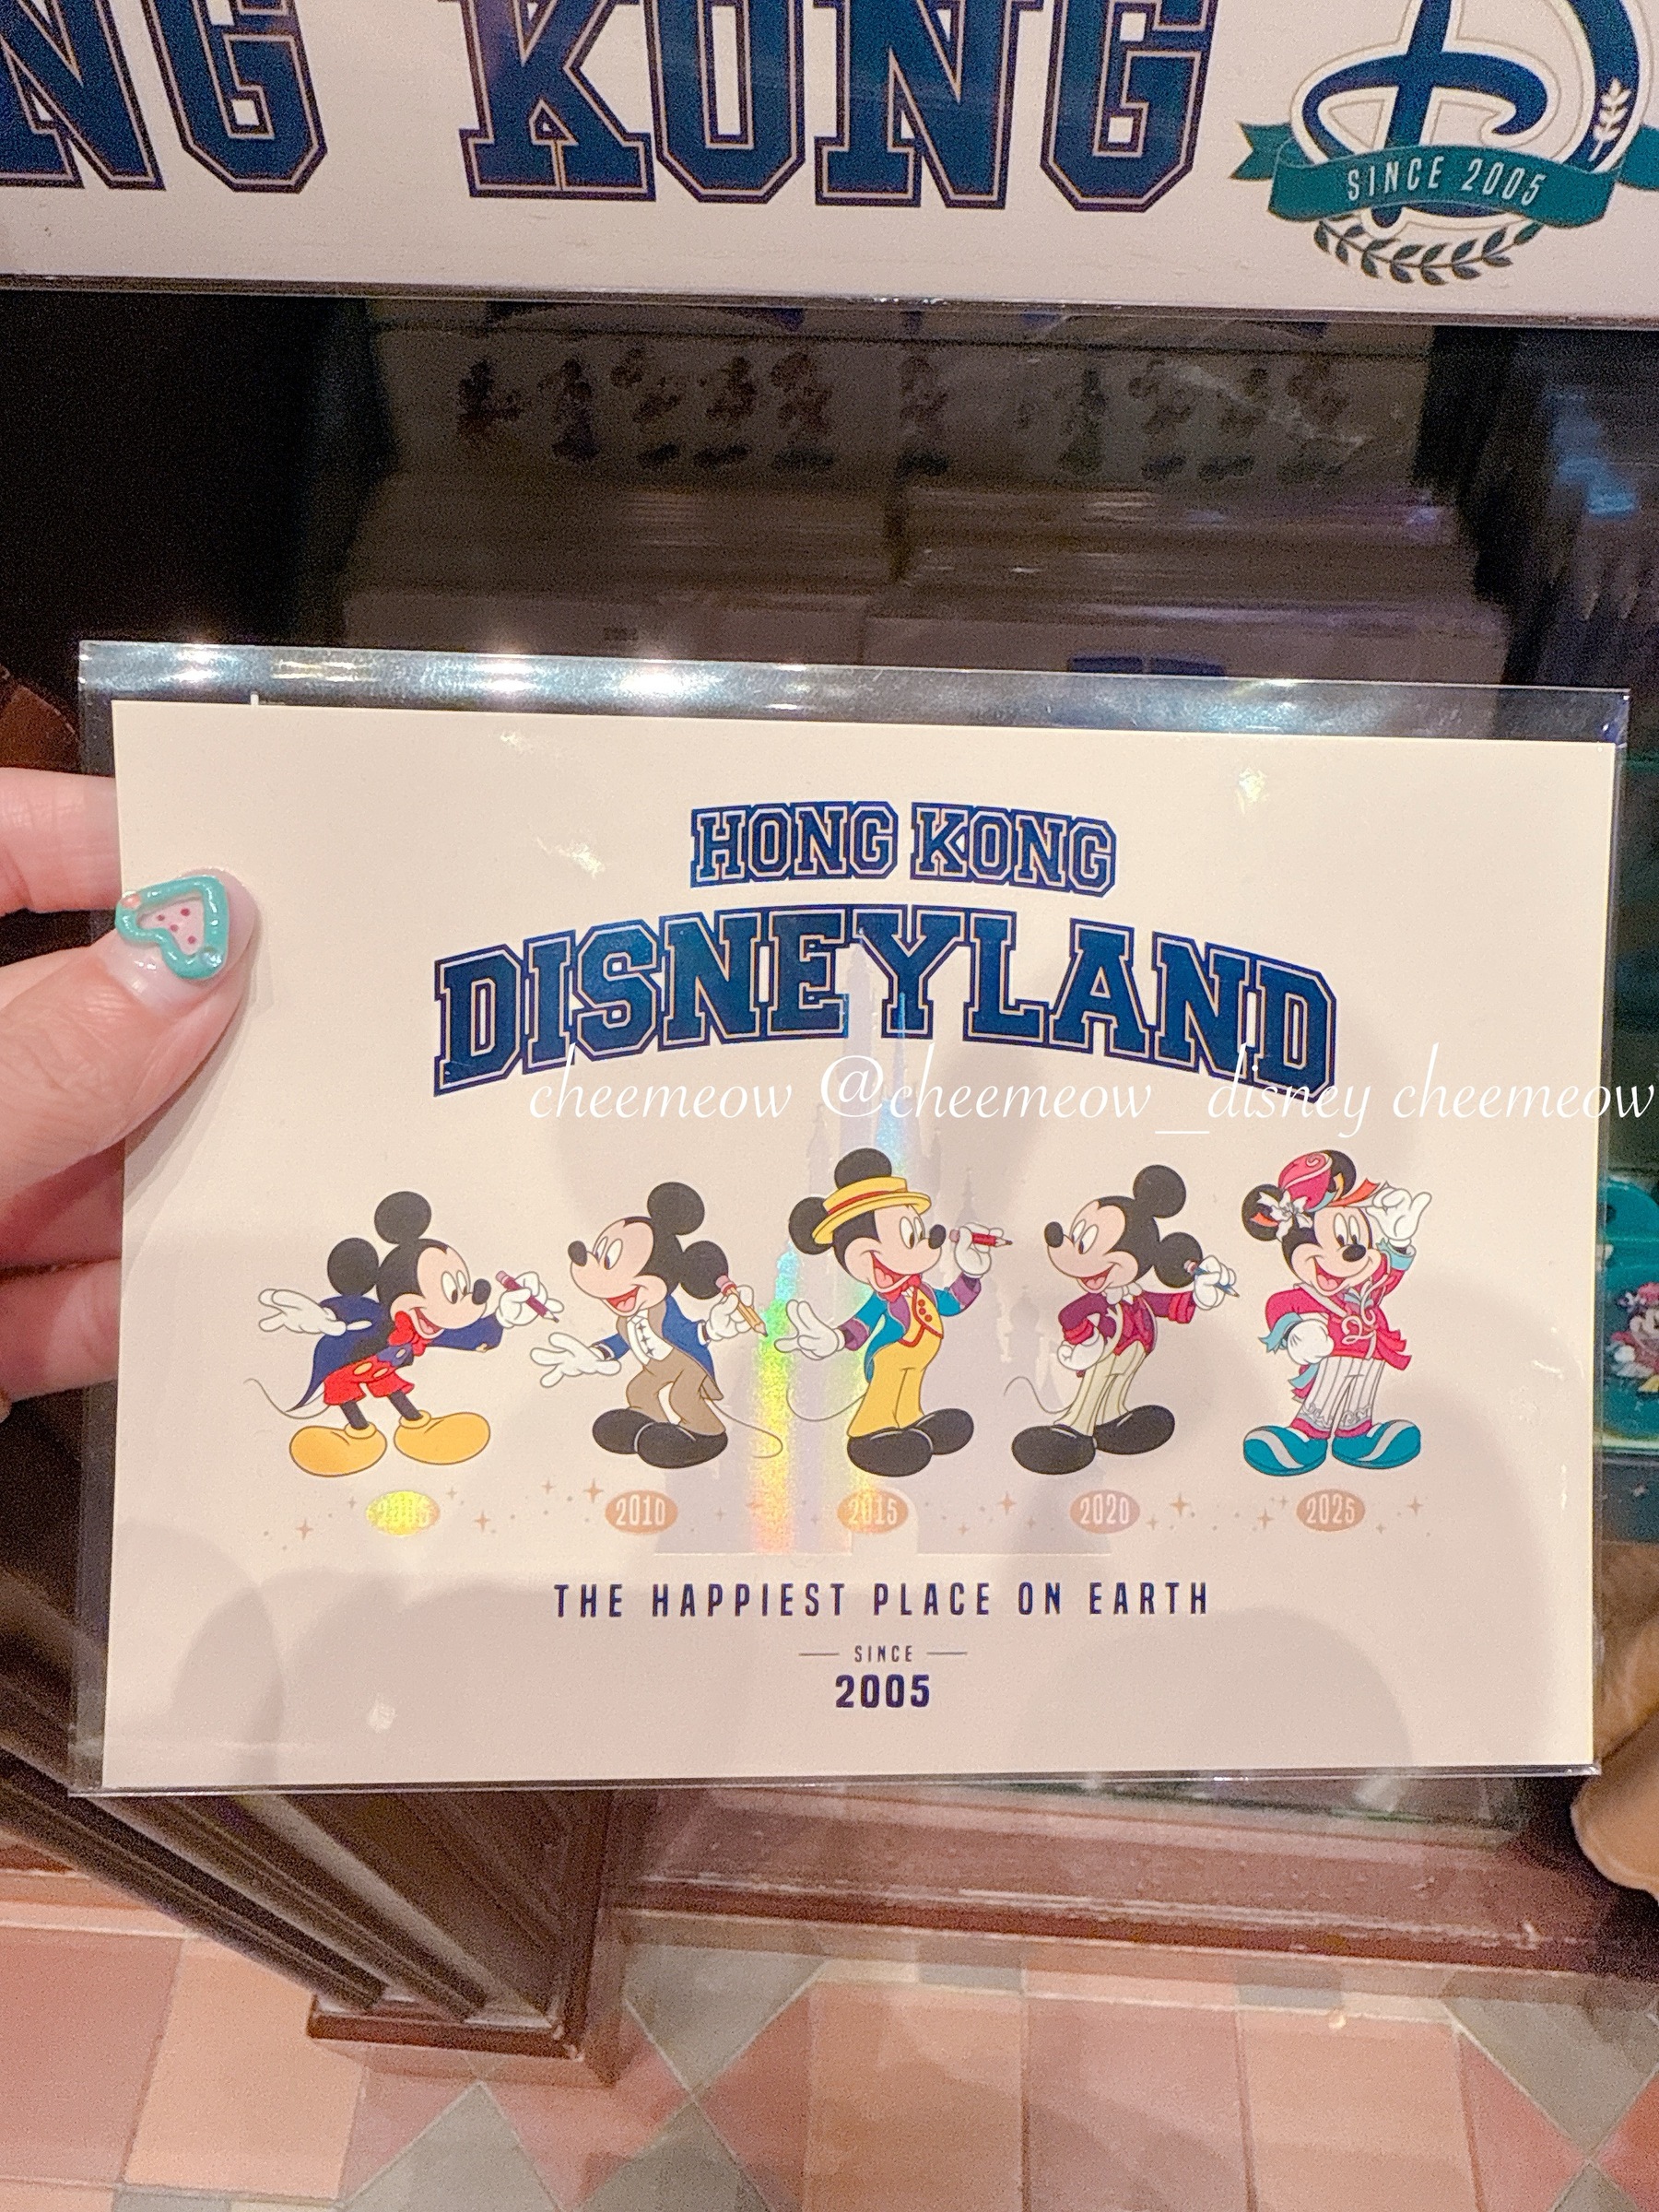 NG KONG
SINCE 2005
HONG KONG
DISNEYLAND
cheemeow @cheemeow__disney cheemeow
2010 2015 2020 2025
THE HAPPIEST PLACE ON EARTH
SINCE
2005